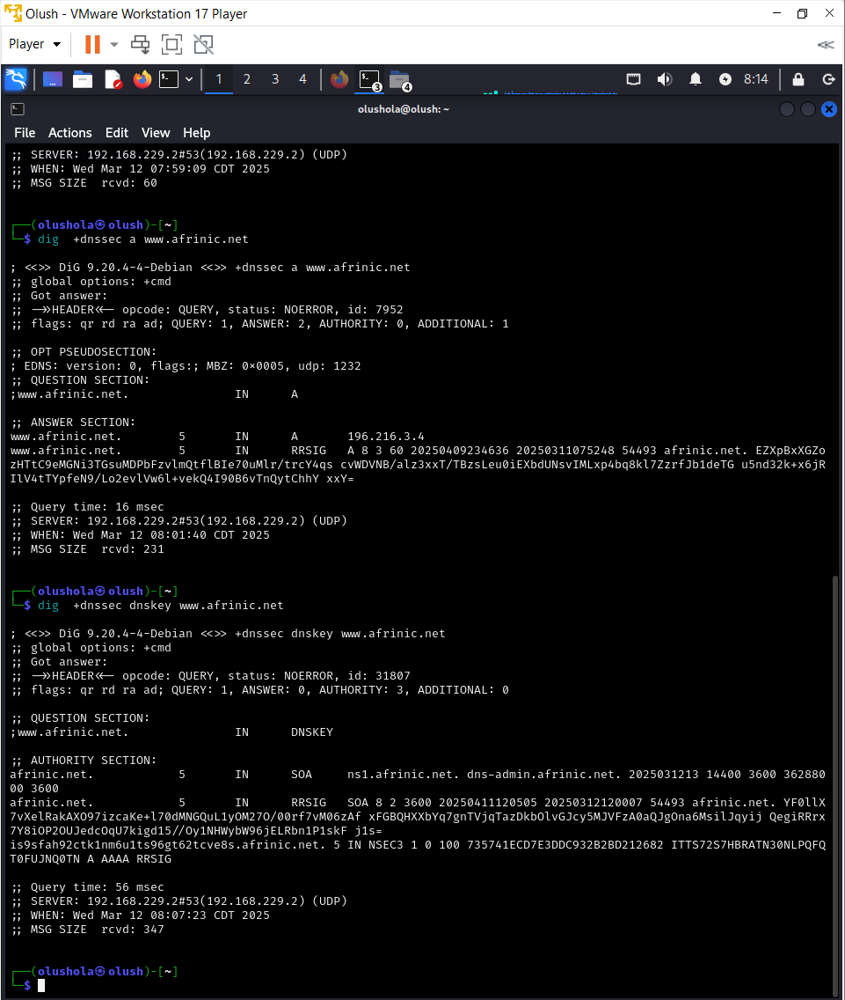 Olush - VMware Workstation 17 Player
Player
1 2 3 4 3 4 8:14
olushola@olush: ~
File Actions Edit View Help
;; SERVER: 192.168.229.2#53(192.168.229.2) (UDP)
;; WHEN: Wed Mar 12 07:59:09 CDT 2025
;; MSG SIZE  rcvd: 60
┌──(olushola㉿olush)-[~]
└─$ dig  +dnssec a www.afrinic.net
; <<>> DiG 9.20.4-4-Debian <<>> +dnssec a www.afrinic.net
;; global options: +cmd
;; Got answer:
;; ->>HEADER<<- opcode: QUERY, status: NOERROR, id: 7952
;; flags: qr rd ra ad; QUERY: 1, ANSWER: 2, AUTHORITY: 0, ADDITIONAL: 1
;; OPT PSEUDOSECTION:
; EDNS: version: 0, flags:; MBZ: 0x0005, udp: 1232
;; QUESTION SECTION:
;www.afrinic.net.               IN      A
;; ANSWER SECTION:
www.afrinic.net.        5       IN      A       196.216.3.4
www.afrinic.net.        5       IN      RRSIG   A 8 3 60 20250409234636 20250311075248 54493 afrinic.net. EZXpBxXGZo
zHTtC9eMGNi3TGsuMDPbFzvlmQtflBIe70uMlr/trcY4qs cvWDVNB/alz3xxT/TBzsLeu0iEXbdUNsvIMLxp4bq8kl7ZzrfJb1deTG u5nd32k+x6jR
IlV4tTYpfeN9/Lo2evlVw6l+vekQ4I90B6vTnQytChhY xxY=
;; Query time: 16 msec
;; SERVER: 192.168.229.2#53(192.168.229.2) (UDP)
;; WHEN: Wed Mar 12 08:01:40 CDT 2025
;; MSG SIZE  rcvd: 231
┌──(olushola㉿olush)-[~]
└─$ dig  +dnssec dnskey www.afrinic.net
; <<>> DiG 9.20.4-4-Debian <<>> +dnssec dnskey www.afrinic.net
;; global options: +cmd
;; Got answer:
;; ->>HEADER<<- opcode: QUERY, status: NOERROR, id: 31807
;; flags: qr rd ra ad; QUERY: 1, ANSWER: 0, AUTHORITY: 3, ADDITIONAL: 0
;; QUESTION SECTION:
;www.afrinic.net.               IN      DNSKEY
;; AUTHORITY SECTION:
afrinic.net.            5       IN      SOA     ns1.afrinic.net. dns-admin.afrinic.net. 2025031213 14400 3600 362880
00 3600
afrinic.net.            5       IN      RRSIG   SOA 8 2 3600 20250411120505 20250312120007 54493 afrinic.net. YF0llX
7vXelRakAXO97izcaKe+l70dMNGQuL1yOM27O/00rf7vM06zAf xFGBQHXXbYq7gnTVjqTazDkbOlvGJcy5MJVFzA0aQJgOna6MsilJqyij QegiRRrx
7Y8iOP2OUJedcOqU7kigd15//Oy1NHWybW96jELRbn1P1skF j1s=
is9sfah92ctk1nm6u1ts96gt62tcve8s.afrinic.net. 5 IN NSEC3 1 0 100 735741ECD7E3DDC932B2BD212682 ITTS72S7HBRATN30NLPQFQ
T0FUJNQ0TN A AAAA RRSIG
;; Query time: 56 msec
;; SERVER: 192.168.229.2#53(192.168.229.2) (UDP)
;; WHEN: Wed Mar 12 08:07:23 CDT 2025
;; MSG SIZE  rcvd: 347
┌──(olushola㉿olush)-[~]
└─$